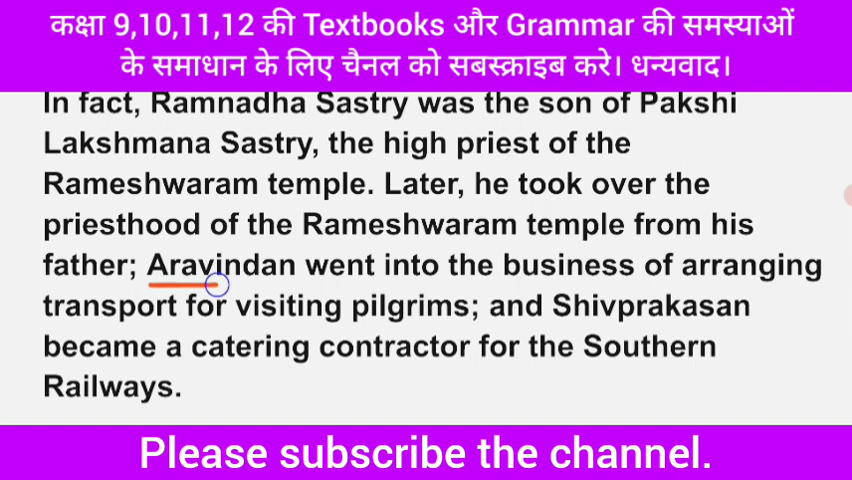 कक्षा 9,10,11,12 की Textbooks और Grammar की समस्याओं
के समाधान के लिए चैनल को सबस्क्राइब करे। धन्यवाद।
In fact, Ramnadha Sastry was the son of Pakshi
Lakshmana Sastry, the high priest of the
Rameshwaram temple. Later, he took over the
priesthood of the Rameshwaram temple from his
father; Aravindan went into the business of arranging
transport for visiting pilgrims; and Shivprakasan
became a catering contractor for the Southern
Railways.
Please subscribe the channel.